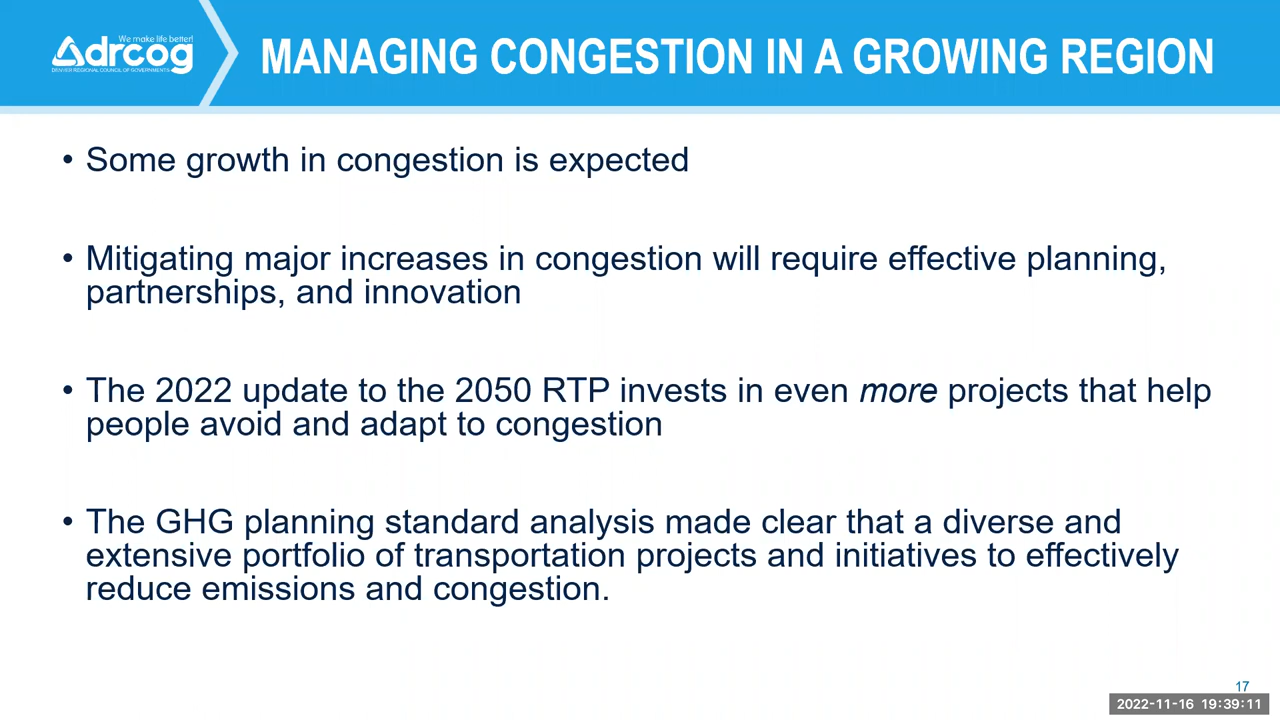 We make life better!
drcog
DENVER REGIONAL COUNCIL OF GOVERNMENTS
MANAGING CONGESTION IN A GROWING REGION
• Some growth in congestion is expected
• Mitigating major increases in congestion will require effective planning,
partnerships, and innovation
• The 2022 update to the 2050 RTP invests in even more projects that help
people avoid and adapt to congestion
• The GHG planning standard analysis made clear that a diverse and
extensive portfolio of transportation projects and initiatives to effectively
reduce emissions and congestion.
17
2022-11-16 19:39:11